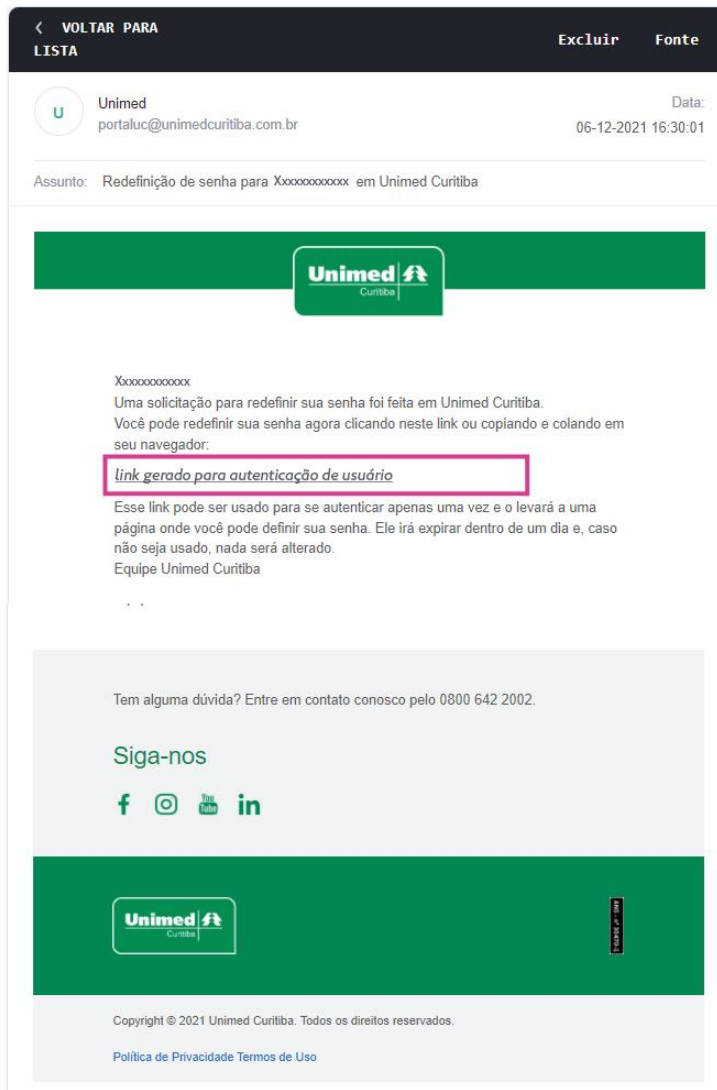 < VOLTAR PARA
LISTA
Excluir Fonte
U
Unimed
portaluc@unimedcuritiba.com.br
Data:
06-12-2021 16:30:01
Assunto: Redefinição de senha para Xxxxxxxxxxx em Unimed Curitiba
Unimed
Curitiba
Xxxxxxxxxxx
Uma solicitação para redefinir sua senha foi feita em Unimed Curitiba.
Você pode redefinir sua senha agora clicando neste link ou copiando e colando em
seu navegador:
link gerado para autenticação de usuário
Esse link pode ser usado para se autenticar apenas uma vez e o levará a uma
página onde você pode definir sua senha. Ele irá expirar dentro de um dia e, caso
não seja usado, nada será alterado.
Equipe Unimed Curitiba
Tem alguma dúvida? Entre em contato conosco pelo 0800 642 2002.
Siga-nos
f You Tube in
Unimed
Curitiba
ANS - nº 30470-1
Copyright © 2021 Unimed Curitiba. Todos os direitos reservados.
Política de Privacidade Termos de Uso